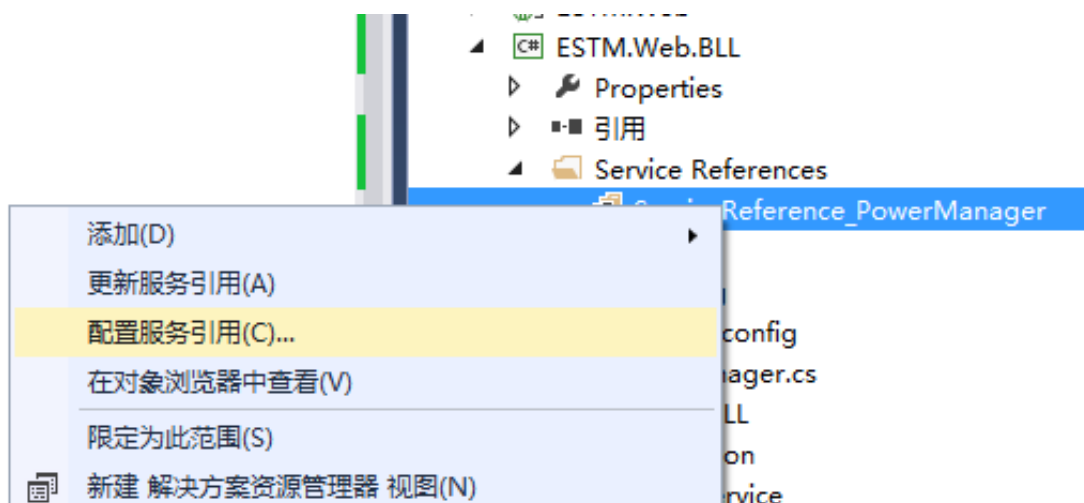 C# ESTM.Web.BLL
Properties
引用
Service References
Reference_PowerManager
添加(D)
更新服务引用(A)
配置服务引用(C)...
config
在对象浏览器中查看(V)
ager.cs
LL
限定为此范围(S)
on
新建 解决方案资源管理器 视图(N)
rvice